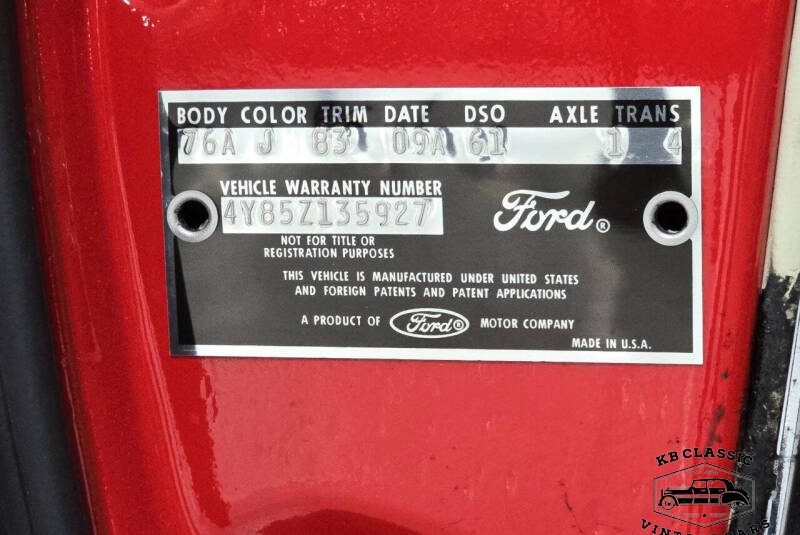 BODY COLOR TRIM DATE DSO AXLE TRANS
76A J 83 09A 61 1 4
VEHICLE WARRANTY NUMBER
4Y85Z135927
Ford®
NOT FOR TITLE OR
REGISTRATION PURPOSES
THIS VEHICLE IS MANUFACTURED UNDER UNITED STATES
AND FOREIGN PATENTS AND PATENT APPLICATIONS
A PRODUCT OF Ford® MOTOR COMPANY
MADE IN U.S.A.
KB CLASSIC
VINTAGE CARS